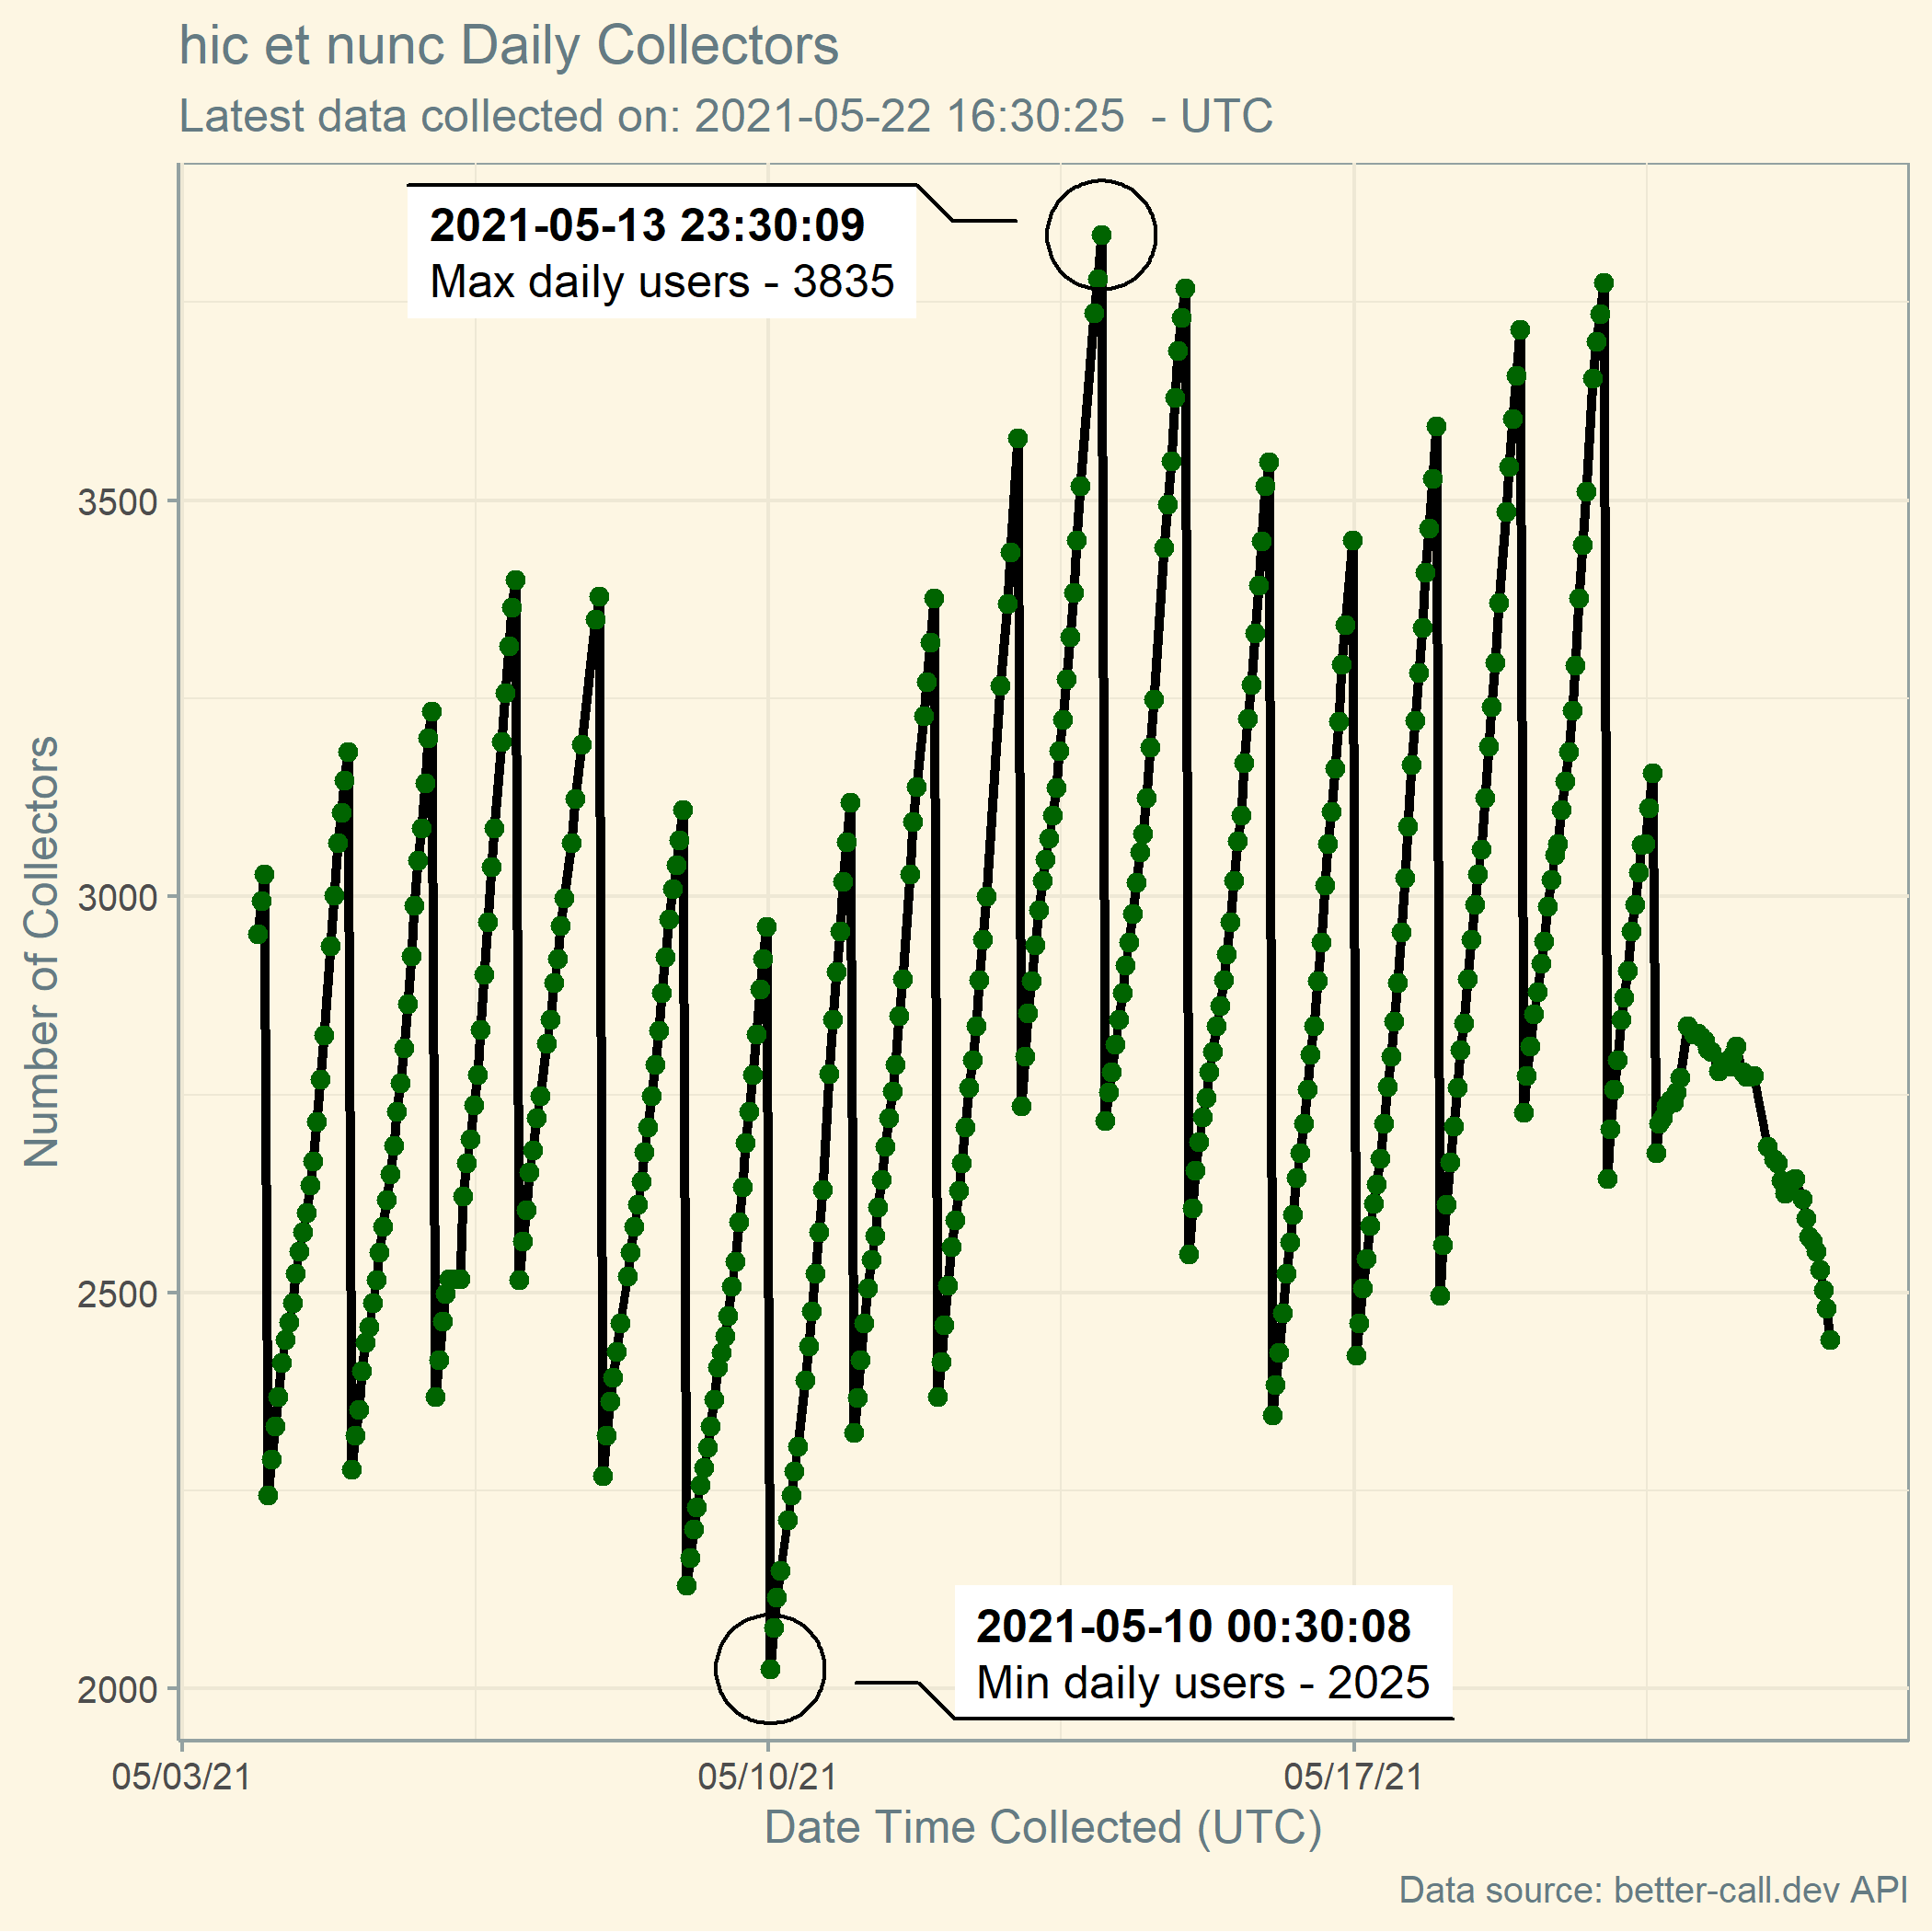 hic et nunc Daily Collectors
Latest data collected on: 2021-05-22 16:30:25  - UTC
2021-05-13 23:30:09
Max daily users - 3835
3500
3000
2500
2000
Number of Collectors
2021-05-10 00:30:08
Min daily users - 2025
05/03/21
05/10/21
05/17/21
Date Time Collected (UTC)
Data source: better-call.dev API